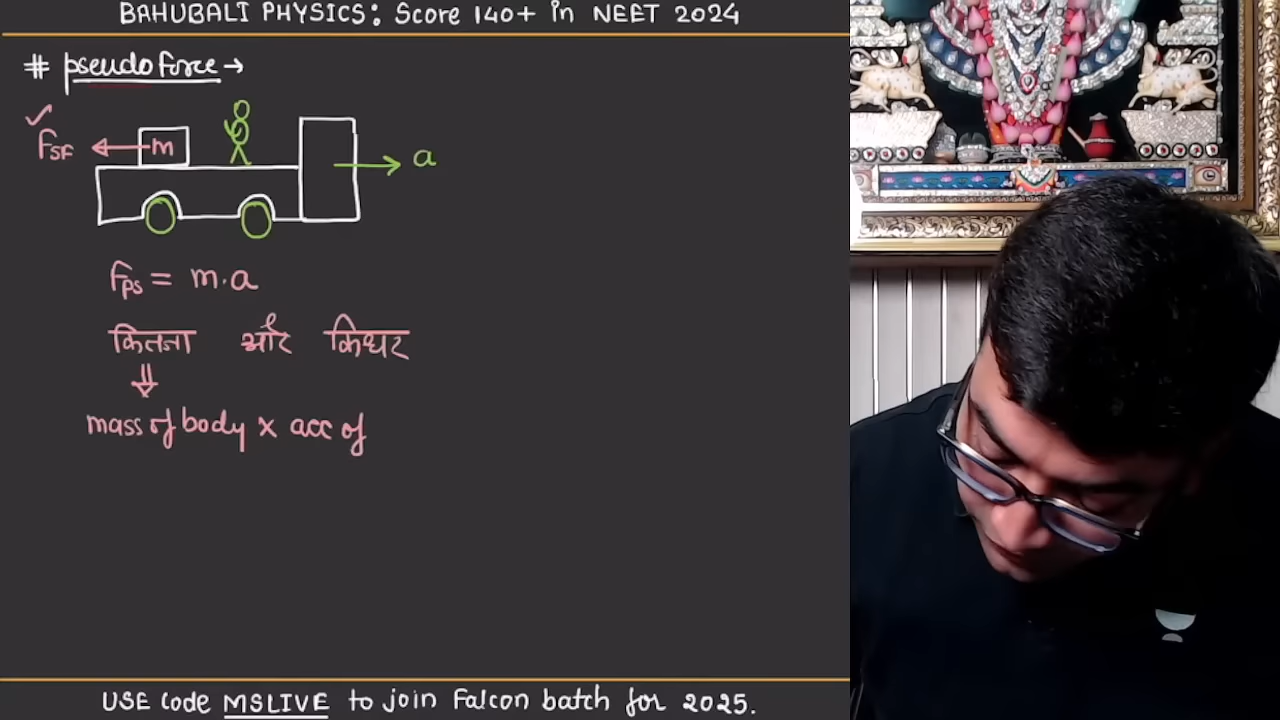 BAHUBALI PHYSICS: Score 140+ in NEET 2024
# pseudo force →
✓
FSF
m
a
Fps = m.a
कितना और किधर
mass of body x acc of
USE Code MSLIVE to join Falcon batch for 2025.